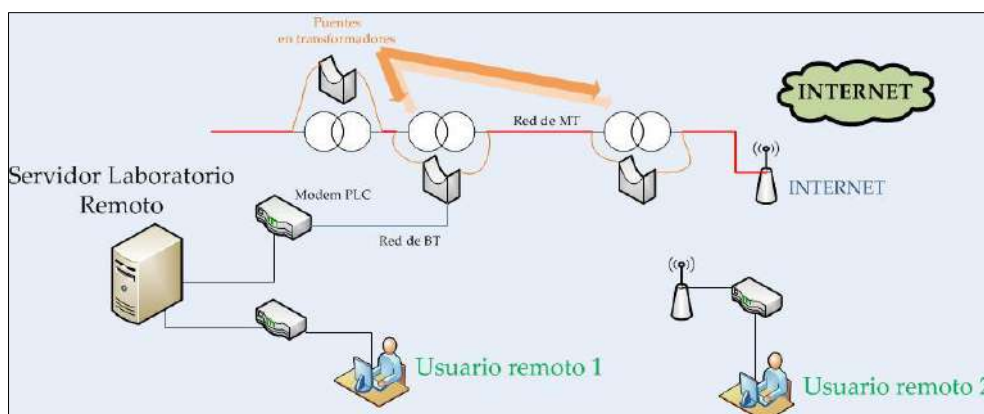 Puentes
en transformadores
INTERNET
Red de MT
Servidor Laboratorio
Remoto
Modem PLC
INTERNET
Red de BT
Usuario remoto 1
Usuario remoto 2